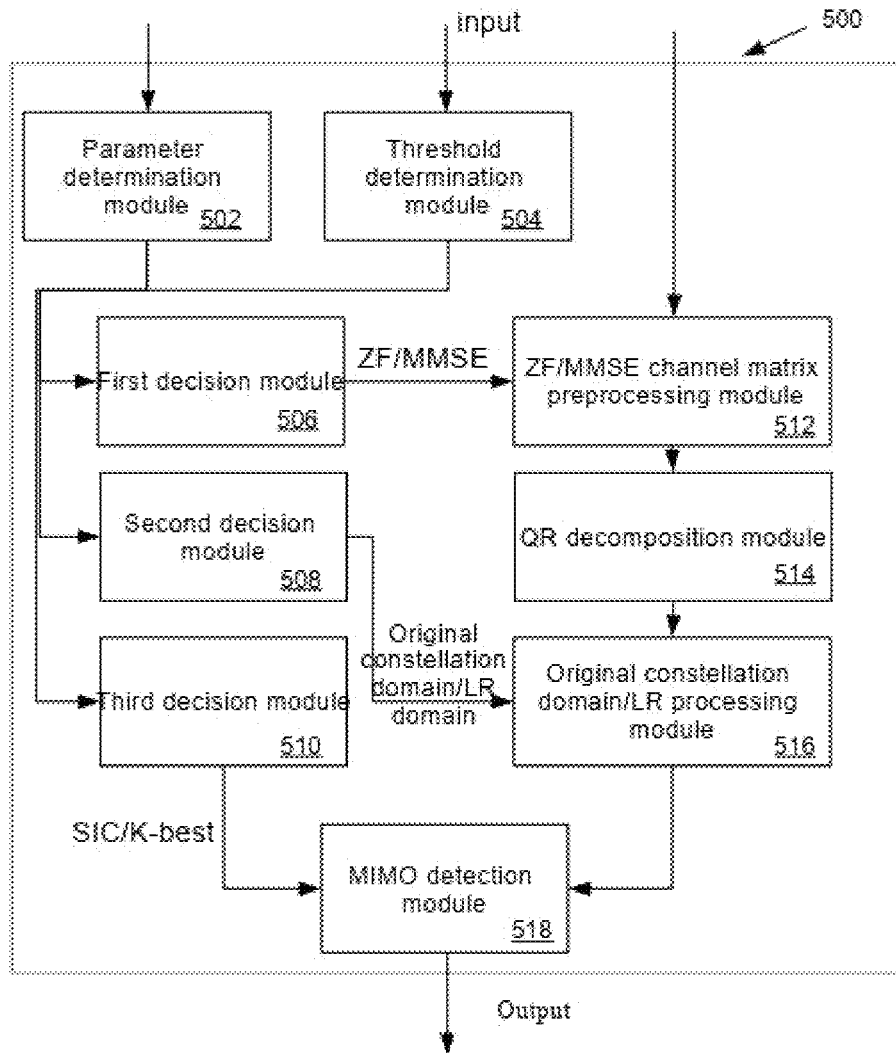 input
500
Parameter
determination
module
502
Threshold
determination
module
504
First decision module
506
ZF/MMSE
ZF/MMSE channel matrix
preprocessing module
512
Second decision
module
508
QR decomposition module
514
Third decision module
510
Original
constellation
domain/LR
domain
Original constellation
domain/LR processing
module
516
SIC/K-best
MIMO detection
module
518
Output